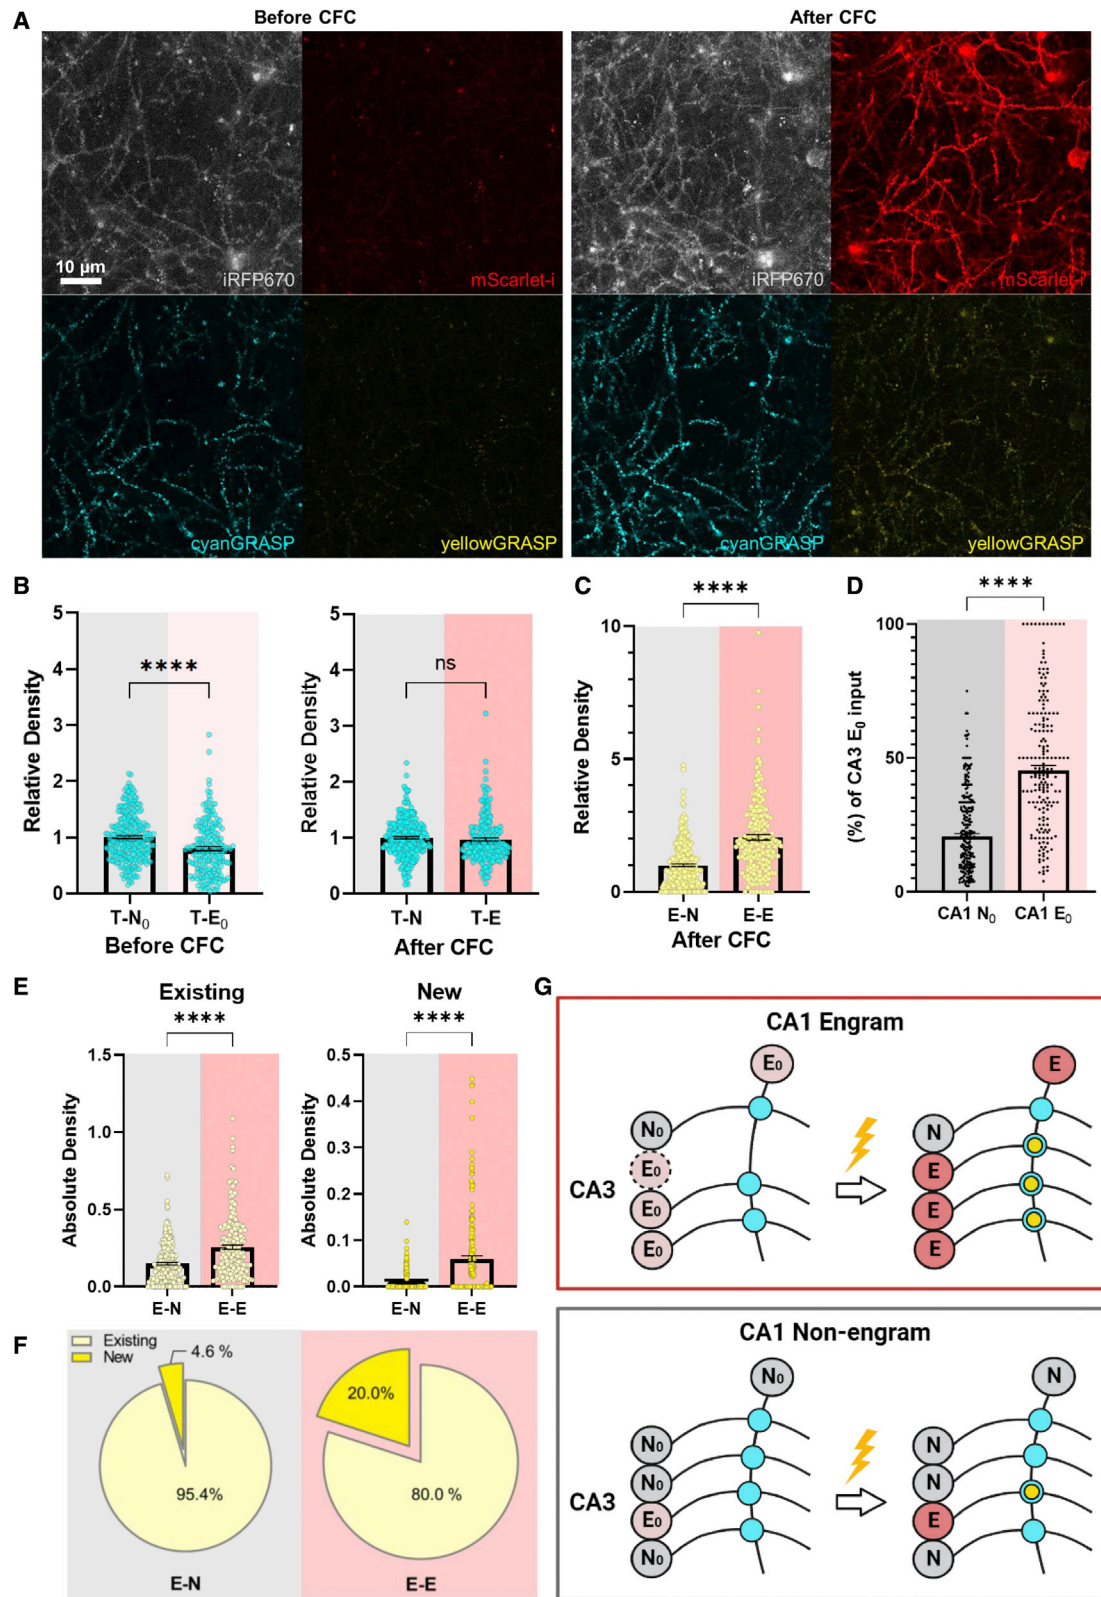 A
Before CFC
After CFC
iRFP670
mScarlet-i
iRFP670
mScarlet-i
10 µm
cyanGRASP
yellowGRASP
cyanGRASP
yellowGRASP
B
5
4
3
2
1
0
Relative Density
****
T-N₀
T-E₀
Before CFC
5
4
3
2
1
0
Relative Density
ns
T-N
T-E
After CFC
C
****
10
5
0
Relative Density
E-N
E-E
After CFC
D
****
100
50
0
(%) of CA3 E₀ input
CA1 N₀
CA1 E₀
E
Existing
****
1.5
1.0
0.5
0.0
Absolute Density
E-N
E-E
New
****
0.5
0.4
0.3
0.2
0.1
0.0
Absolute Density
E-N
E-E
F
Existing
New
4.6 %
95.4%
E-N
20.0%
80.0 %
E-E
G
CA1 Engram
E₀
E
N₀
E₀
E₀
E₀
CA3
N
E
E
E
CA1 Non-engram
N₀
N
N₀
N₀
E₀
N₀
CA3
N
N
E
N